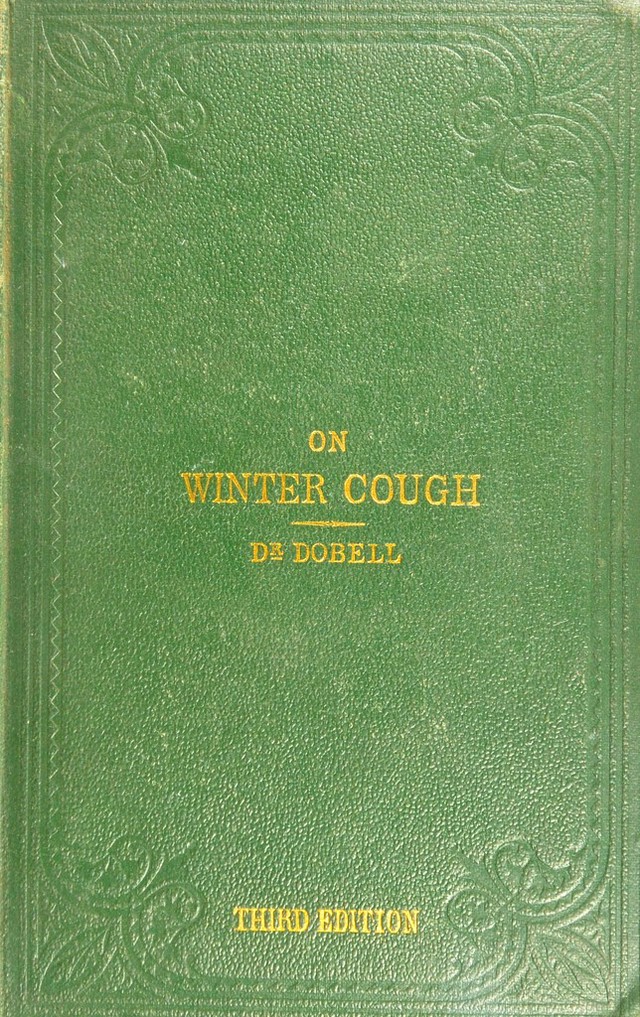 ON
WINTER COUGH
DR DOBELL
THIRD EDITION